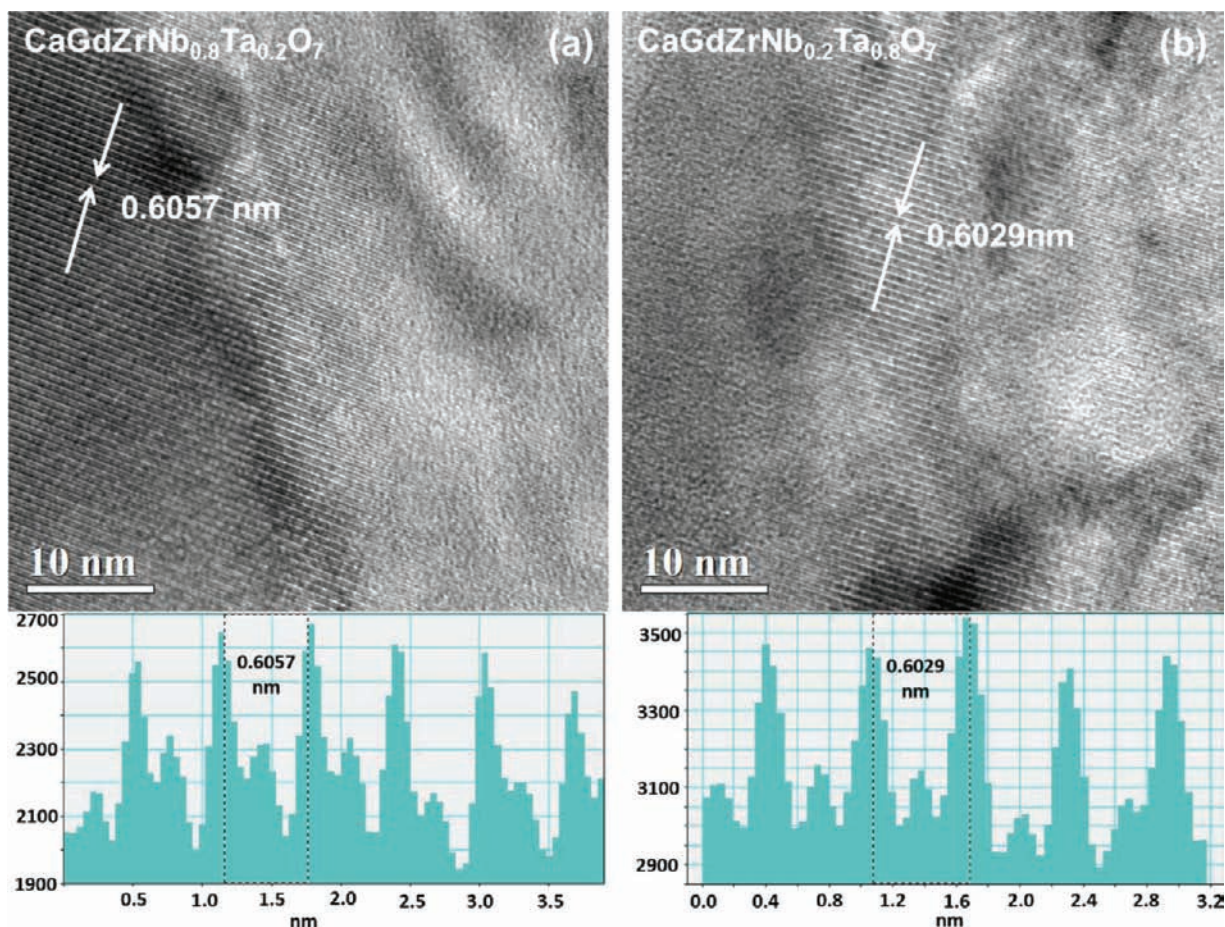 CaGdZrNb₀.₈Ta₀.₂O₇ (a)
0.6057 nm
10 nm
CaGdZrNb₀.₂Ta₀.₈O₇ (b)
0.6029nm
10 nm
2700
2500
2300
2100
1900
0.6057
nm
0.5 1.0 1.5 2.0 2.5 3.0 3.5
nm
3500
3300
3100
2900
0.6029
nm
0.0 0.4 0.8 1.2 1.6 2.0 2.4 2.8 3.2
nm